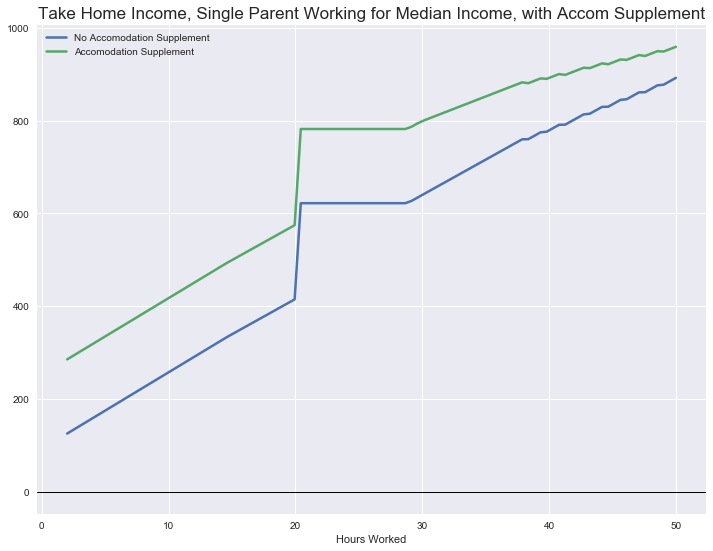 Take Home Income, Single Parent Working for Median Income, with Accom Supplement
No Accomodation Supplement
Accomodation Supplement
1000
800
600
400
200
0
0 10 20 30 40 50
Hours Worked